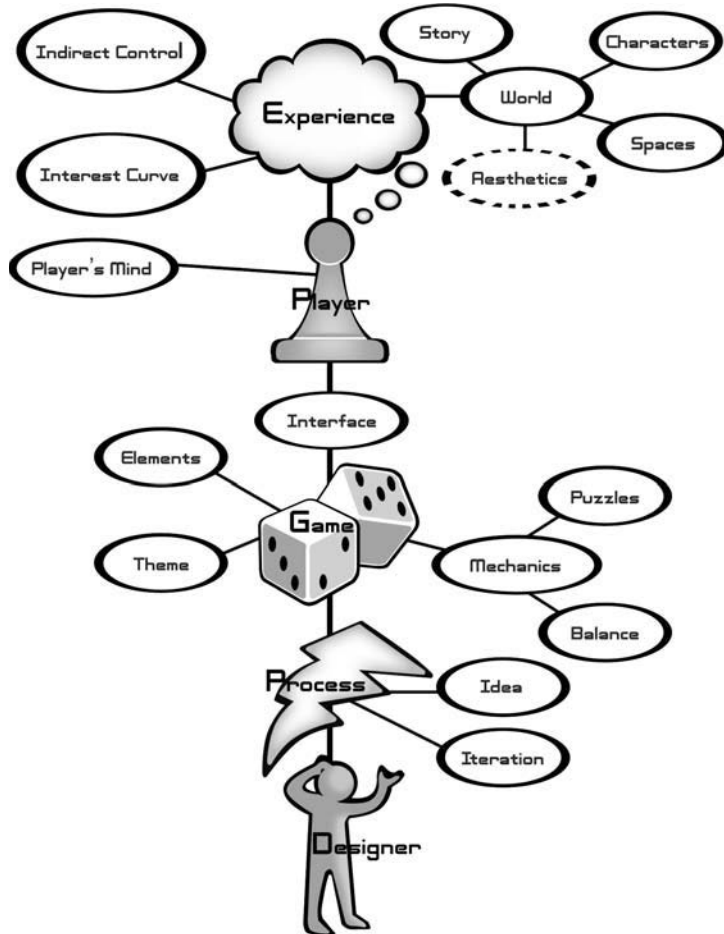 Story
Characters
Indirect Control
World
Experience
Spaces
Interest Curve
Aesthetics
Player's Mind
Player
Interface
Elements
Puzzles
Game
Theme
Mechanics
Balance
Process
Idea
Iteration
Designer